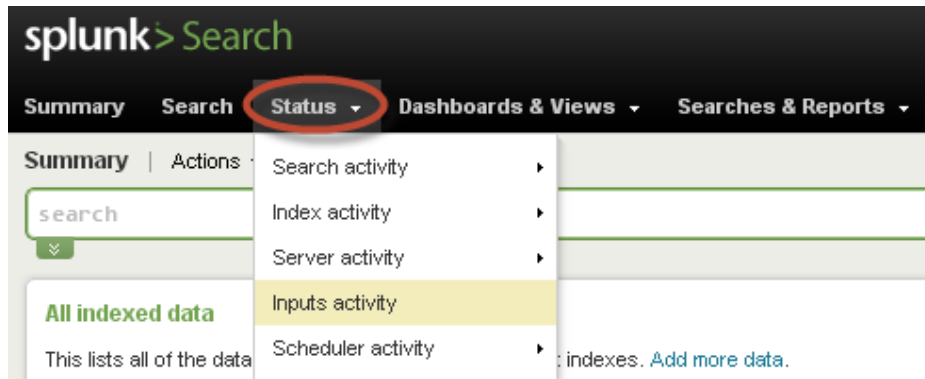 splunk> Search
Summary Search Status Dashboards & Views Searches & Reports
Summary | Actions
Search activity
search
Index activity
Server activity
Inputs activity
All indexed data
Scheduler activity
This lists all of the data : indexes. Add more data.